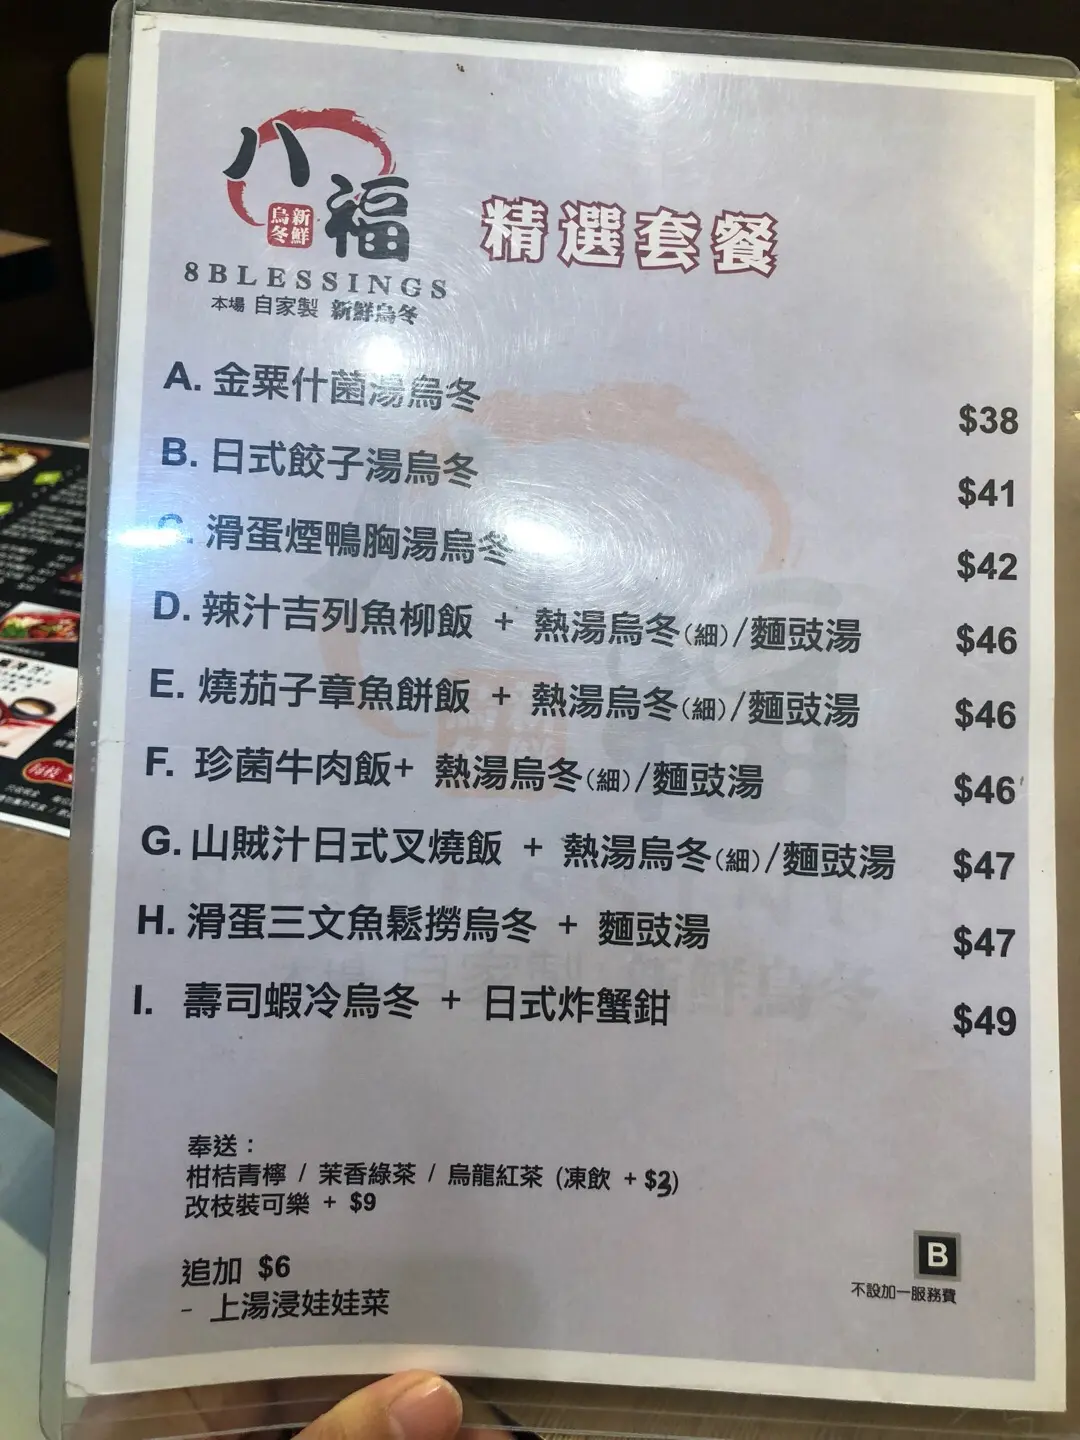 八福
新鮮烏冬
8BLESSINGS
本場 自家製 新鮮烏冬
精選套餐
A. 金粟什菌湯烏冬 $38
B. 日式餃子湯烏冬 $41
C. 滑蛋煙鴨胸湯烏冬 $42
D. 辣汁吉列魚柳飯 + 熱湯烏冬(細)/麵豉湯 $46
E. 燒茄子章魚餅飯 + 熱湯烏冬(細)/麵豉湯 $46
F. 珍菌牛肉飯+ 熱湯烏冬(細)/麵豉湯 $46
G. 山賊汁日式叉燒飯 + 熱湯烏冬(細)/麵豉湯 $47
H. 滑蛋三文魚鬆撈烏冬 + 麵豉湯 $47
I. 壽司蝦冷烏冬 + 日式炸蟹鉗 $49
奉送：
柑桔青檸 / 茉香綠茶 / 烏龍紅茶 (凍飲 + $3)
改枝裝可樂 + $9
追加 $6
- 上湯浸娃娃菜
B
不設加一服務費